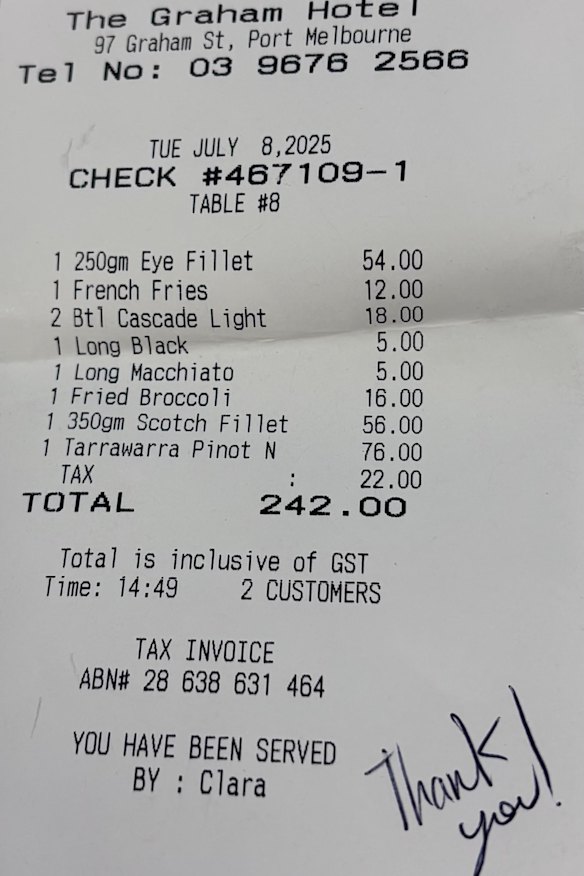 The Graham Hotel
97 Graham St, Port Melbourne
Tel No: 03 9676 2566
TUE JULY 8,2025
CHECK #467109-1
TABLE #8
1 250gm Eye Fillet 54.00
1 French Fries 12.00
2 Btl Cascade Light 18.00
1 Long Black 5.00
1 Long Macchiato 5.00
1 Fried Broccoli 16.00
1 350gm Scotch Fillet 56.00
1 Tarrawarra Pinot N 76.00
TAX : 22.00
TOTAL 242.00
Total is inclusive of GST
Time: 14:49 2 CUSTOMERS
TAX INVOICE
ABN# 28 638 631 464
YOU HAVE BEEN SERVED
BY : Clara
Thank
you!